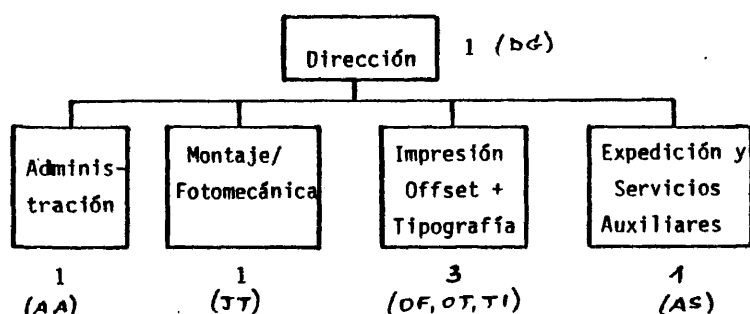 Dirección 1 (DG)
Adminis-
tración
1
(AA)
Montaje/
Fotomecánica
1
(JT)
Impresión
Offset +
Tipografía
3
(OF, OT, TI)
Expedición y
Servicios
Auxiliares
1
(AS)